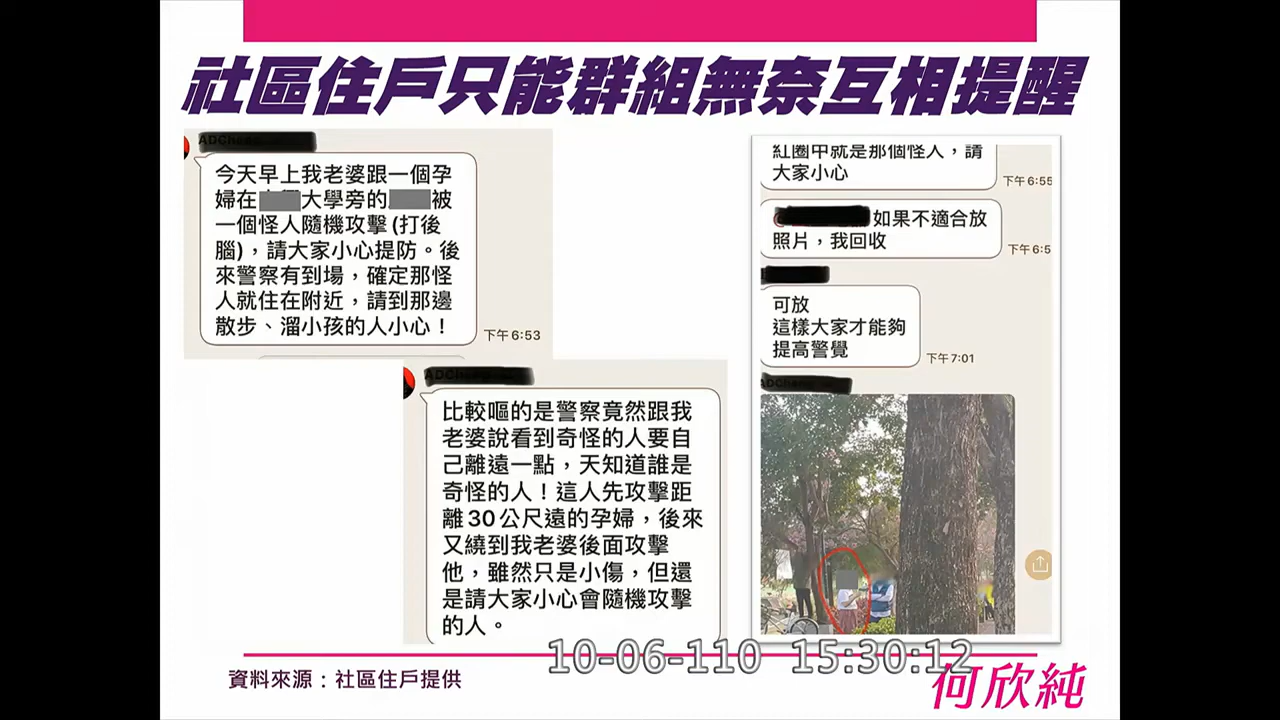 社區住戶只能群組無奈互相提醒
今天早上我老婆跟一個孕
婦在 大學旁的 被
一個怪人隨機攻擊(打後
腦)，請大家小心提防。後
來警察有到場，確定那怪
人就住在附近，請到那邊
散步、溜小孩的人小心！
下午6:53
比較嘔的是警察竟然跟我
老婆說看到奇怪的人要自
己離遠一點，天知道誰是
奇怪的人！這人先攻擊距
離30公尺遠的孕婦，後來
又繞到我老婆後面攻擊
他，雖然只是小傷，但還
是請大家小心會隨機攻擊
的人。
紅圈中就是那個怪人，請
大家小心
下午6:55
如果不適合放
照片，我回收
下午6:5
可放
這樣大家才能夠
提高警覺
下午7:01
10-06-110 15:30:12
資料來源：社區住戶提供
何欣純